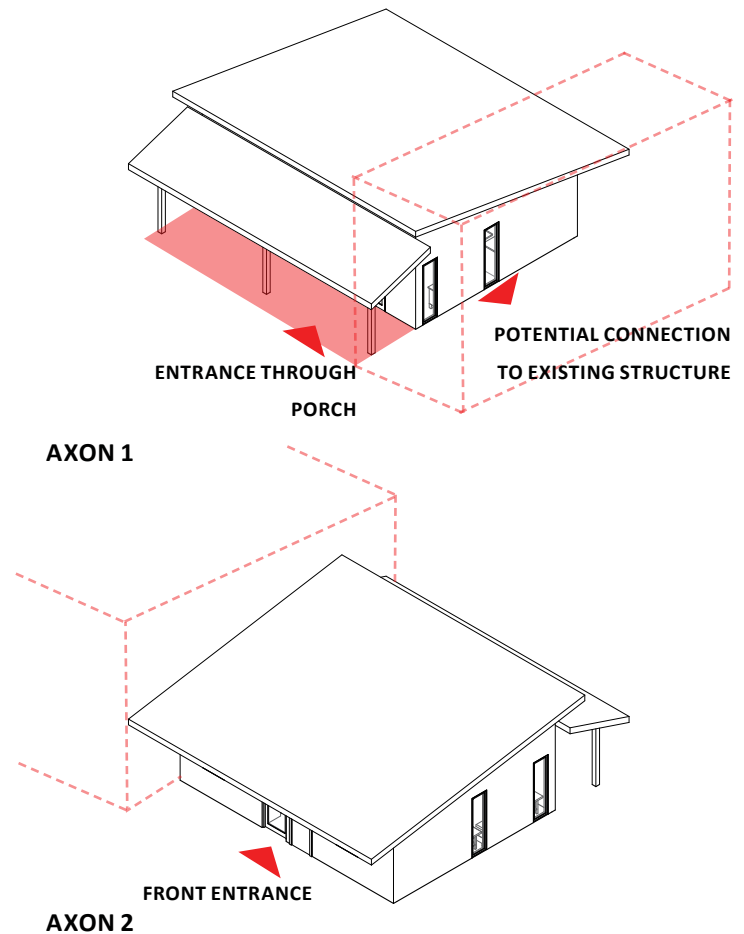 POTENTIAL CONNECTION
TO EXISTING STRUCTURE
ENTRANCE THROUGH
PORCH
AXON 1
FRONT ENTRANCE
AXON 2